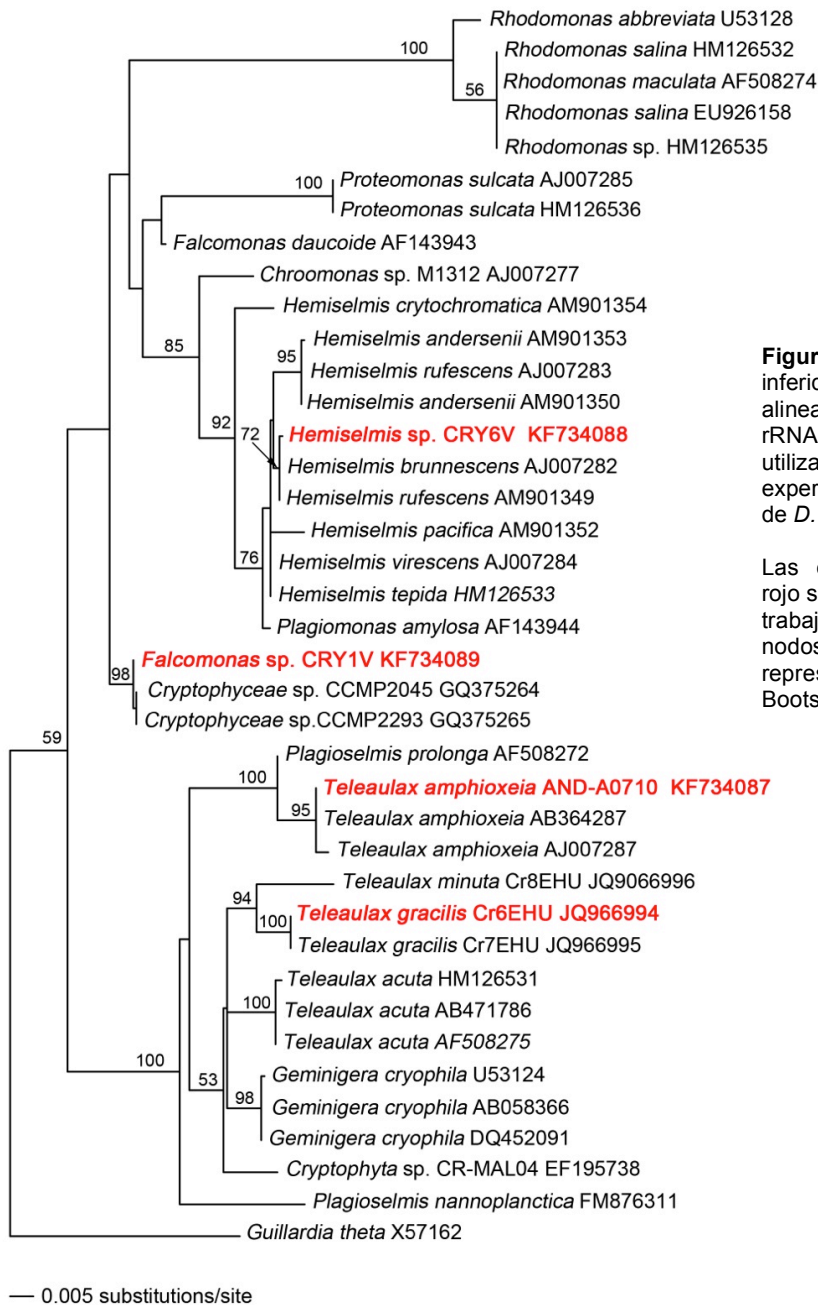 100
Rhodomonas abbreviata U53128
Rhodomonas salina HM126532
Rhodomonas maculata AF508274
56
Rhodomonas salina EU926158
Rhodomonas sp. HM126535
100
Proteomonas sulcata AJ007285
Proteomonas sulcata HM126536
Falcomonas daucoide AF143943
Chroomonas sp. M1312 AJ007277
Hemiselmis crytochromatica AM901354
85
Hemiselmis andersenii AM901353
95
Hemiselmis rufescens AJ007283
Hemiselmis andersenii AM901350
92
72
Hemiselmis sp. CRY6V KF734088
Hemiselmis brunnescens AJ007282
Hemiselmis rufescens AM901349
Hemiselmis pacifica AM901352
76
Hemiselmis virescens AJ007284
Hemiselmis tepida HM126533
Plagiomonas amylosa AF143944
98
Falcomonas sp. CRY1V KF734089
Cryptophyceae sp. CCMP2045 GQ375264
Cryptophyceae sp.CCMP2293 GQ375265
59
Plagioselmis prolonga AF508272
100
Teleaulax amphioxeia AND-A0710 KF734087
95
Teleaulax amphioxeia AB364287
Teleaulax amphioxeia AJ007287
Teleaulax minuta Cr8EHU JQ9066996
94
Teleaulax gracilis Cr6EHU JQ966994
100
Teleaulax gracilis Cr7EHU JQ966995
Teleaulax acuta HM126531
100
Teleaulax acuta AB471786
Teleaulax acuta AF508275
100
53
Geminigera cryophila U53124
98
Geminigera cryophila AB058366
Geminigera cryophila DQ452091
Cryptophyta sp. CR-MAL04 EF195738
Plagioselmis nannoplanctica FM876311
Guillardia theta X57162
0.005 substitutions/site
Figur
inferio
alinea
rRNA
utiliza
exper
de D.
Las
rojo s
trabaj
nodos
repres
Boots